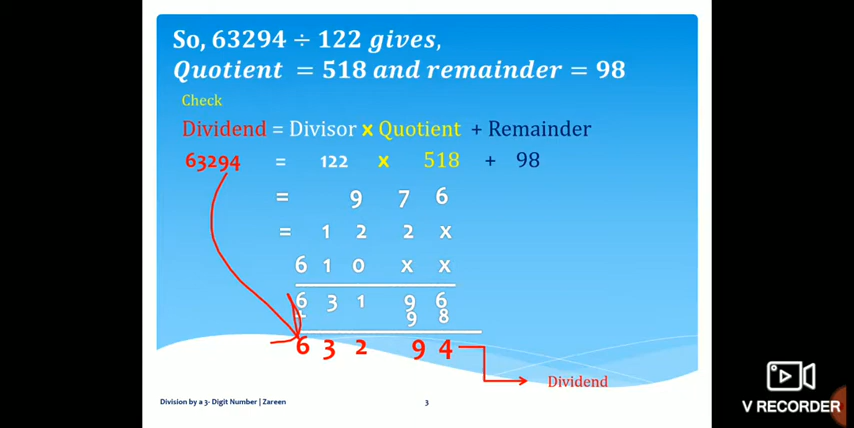 So, 63294 ÷ 122 gives,
Quotient = 518 and remainder = 98
Check
Dividend = Divisor x Quotient + Remainder
63294 = 122 x 518 + 98
= 9 7 6
= 1 2 2 x
6 1 0 x x
6 3 1 9 6
+ 9 8
6 3 2 9 4
Dividend
Division by a 3- Digit Number | Zareen
3
V RECORDER